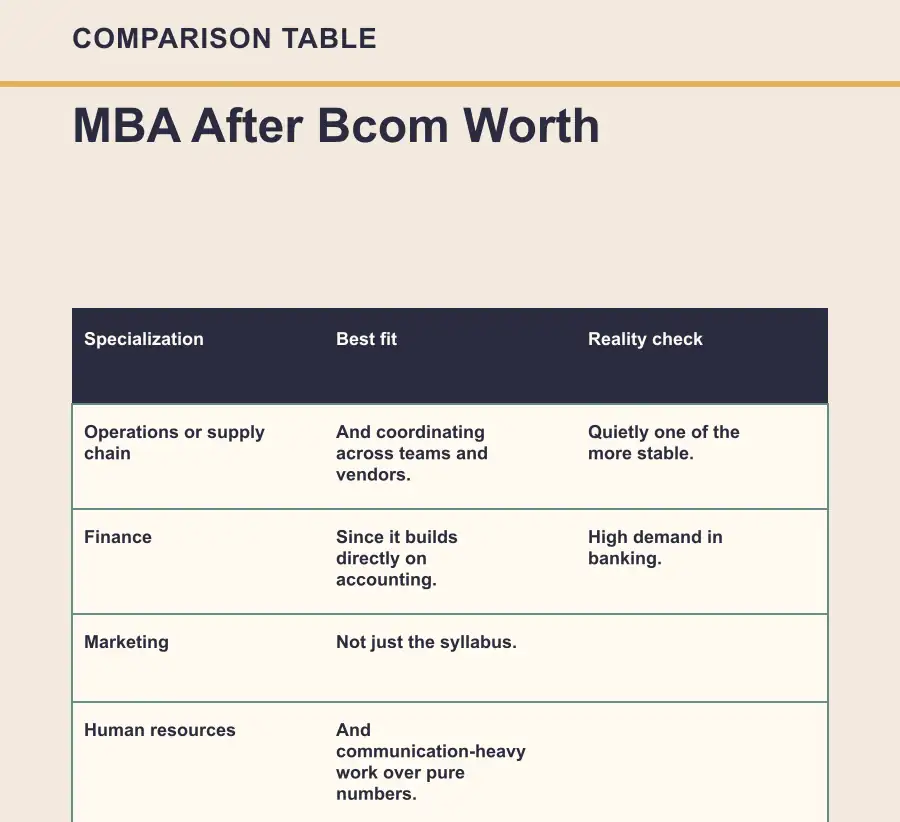 COMPARISON TABLE
MBA After Bcom Worth
Specialization
Best fit
Reality check
Operations or supply
chain
And coordinating
across teams and
vendors.
Quietly one of the
more stable.
Finance
Since it builds
directly on
accounting.
High demand in
banking.
Marketing
Not just the syllabus.
Human resources
And
communication-heavy
work over pure
numbers.